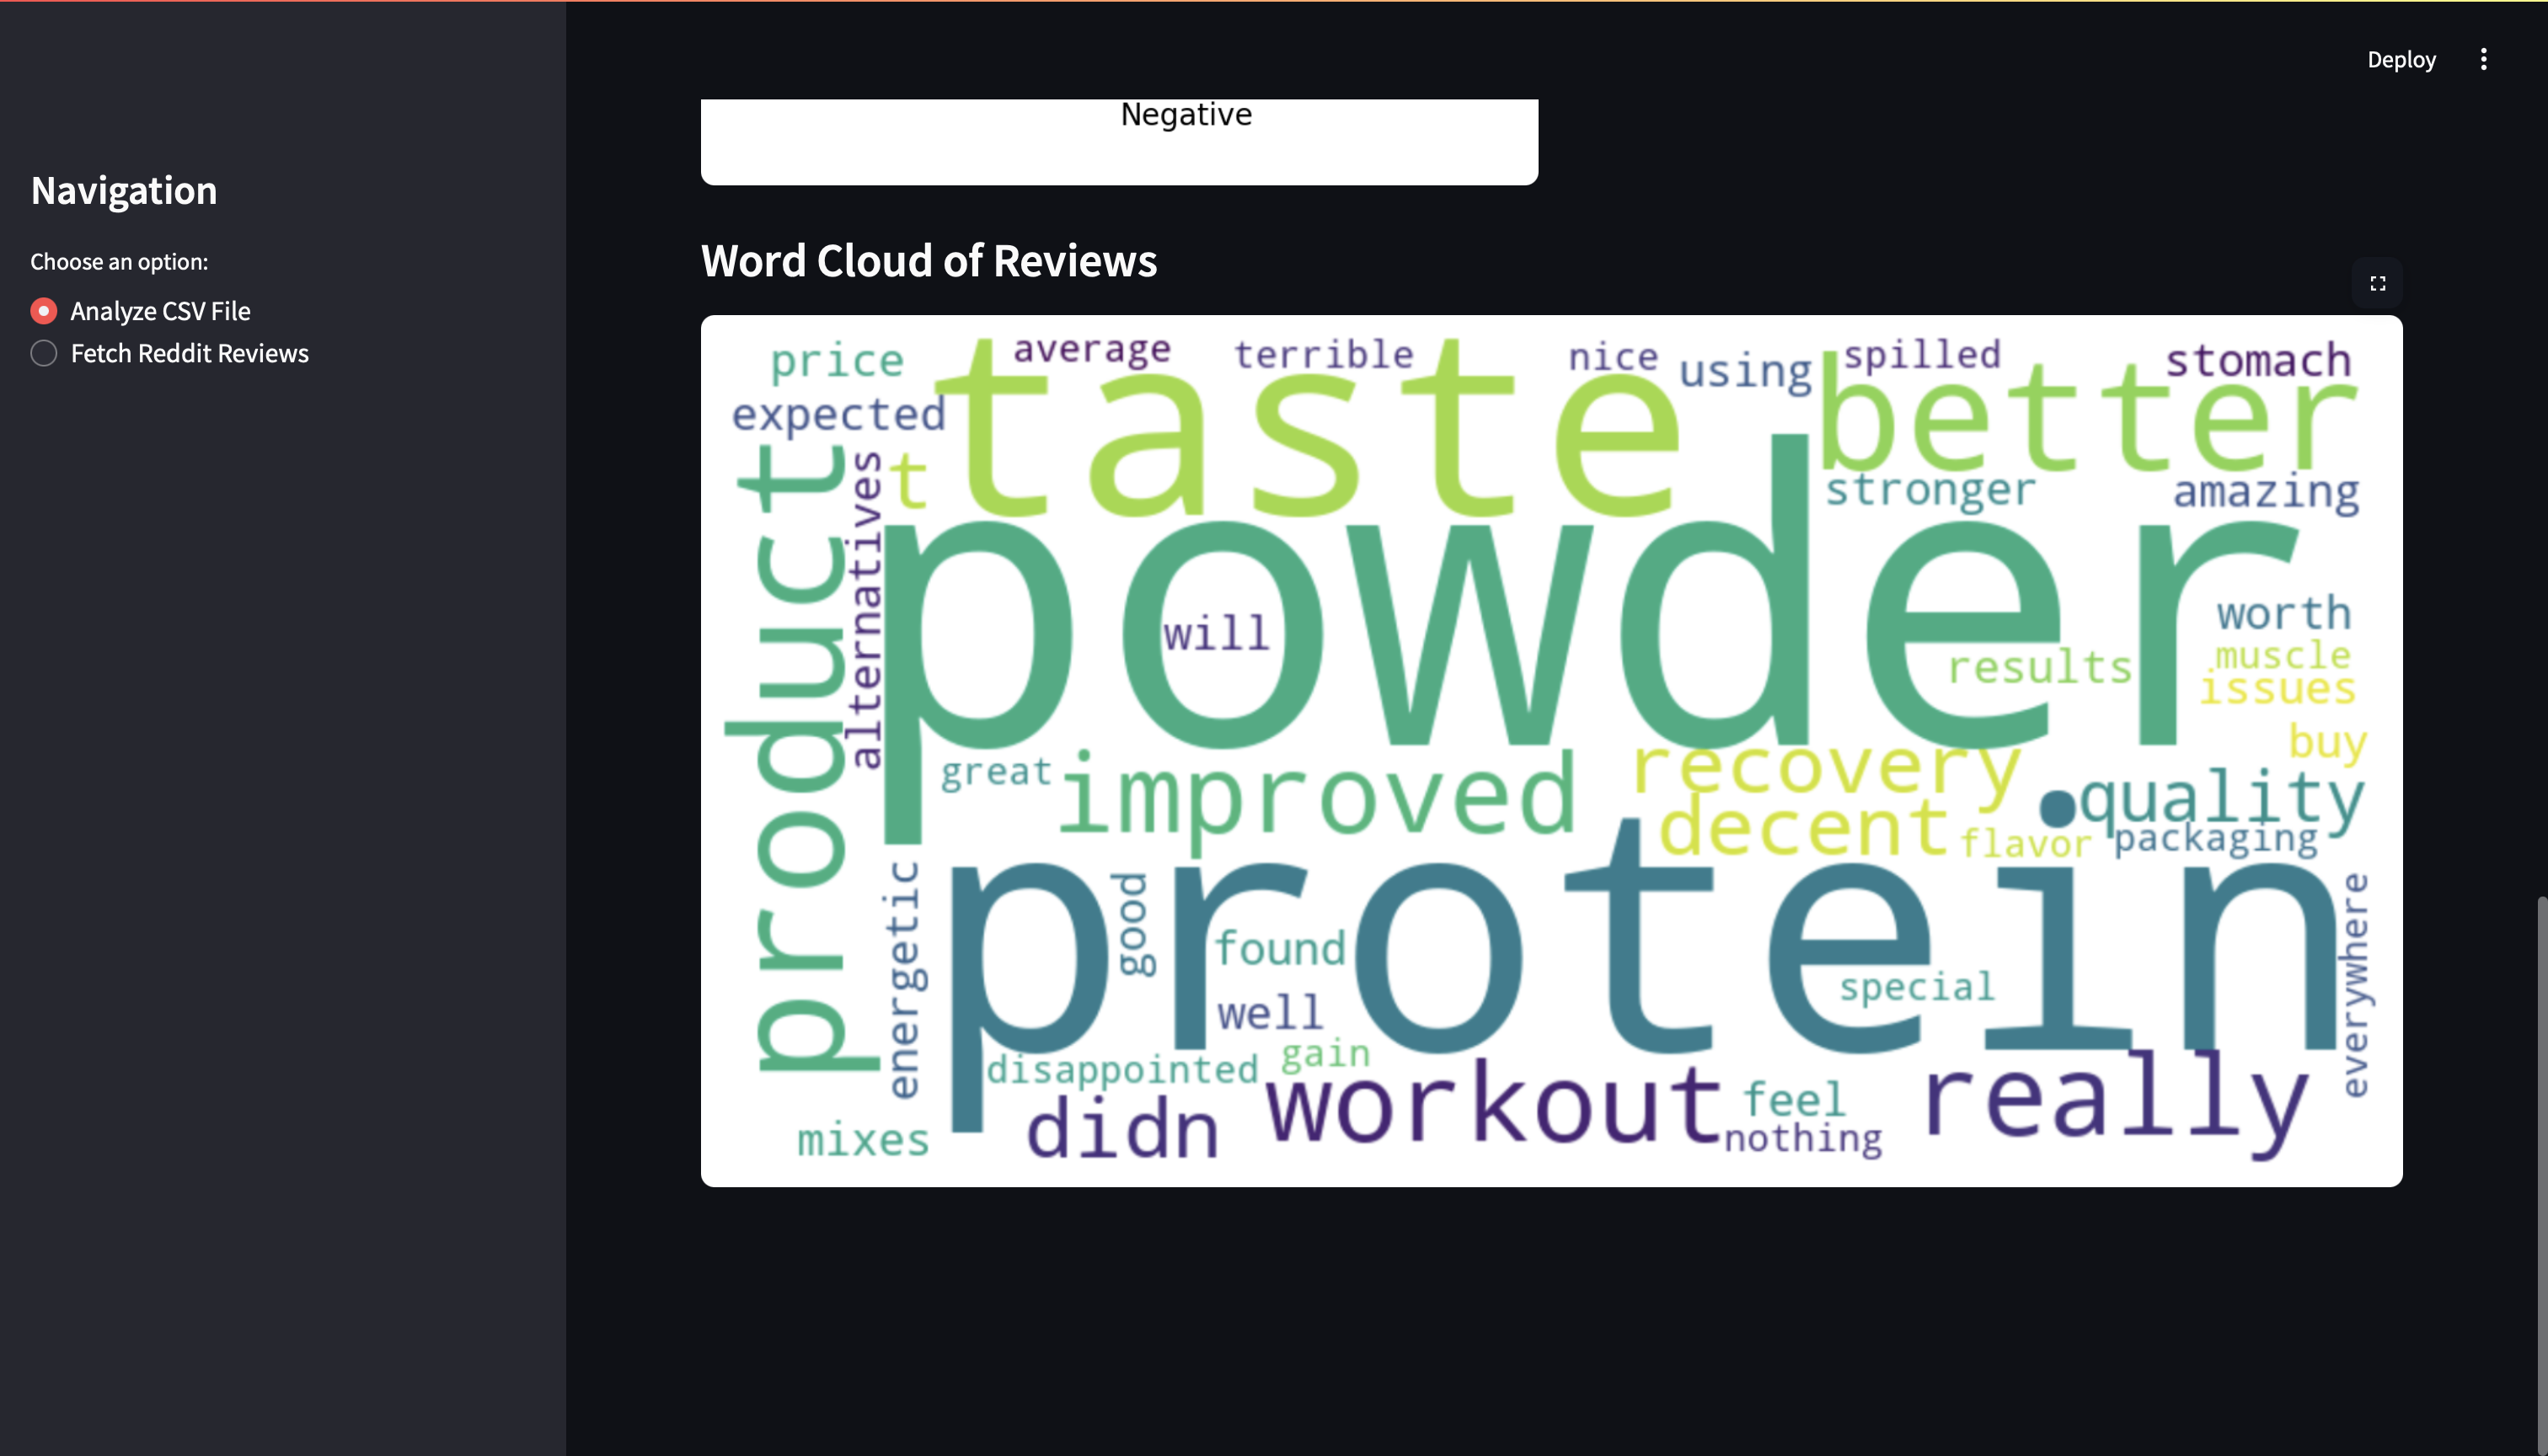 Deploy
Navigation
Choose an option:
Analyze CSV File
Fetch Reddit Reviews
Negative
Word Cloud of Reviews
price
average
terrible
nice
using
spilled
stomach
expected
taste
better
t
stronger
amazing
product
alternatives
powder
will
worth
results
muscle
issues
buy
great
improved
recovery
quality
decent
flavor
packaging
protein
energetic
good
found
special
everywhere
well
disappointed
gain
workout
feel
really
didn
nothing
mixes